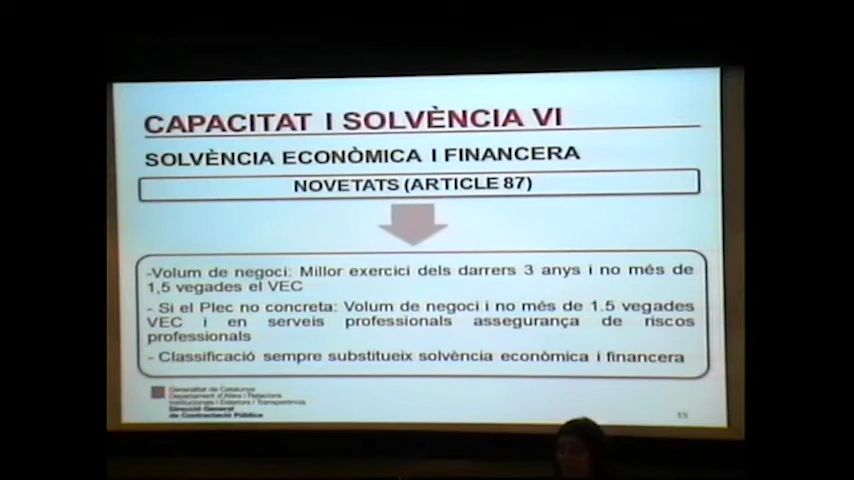 CAPACITAT I SOLVÈNCIA VI
SOLVÈNCIA ECONÒMICA I FINANCERA
NOVETATS (ARTICLE 87)
-Volum de negoci: Millor exercici dels darrers 3 anys i no més de
1,5 vegades el VEC
- Si el Plec no concreta: Volum de negoci i no més de 1.5 vegades
VEC i en serveis professionals assegurança de riscos
professionals
- Classificació sempre substitueix solvència econòmica i financera
Generalitat de Catalunya
Departament d'Afers i Relacions
Institucionals i Exteriors i Transparència
Direcció General
de Contractació Pública